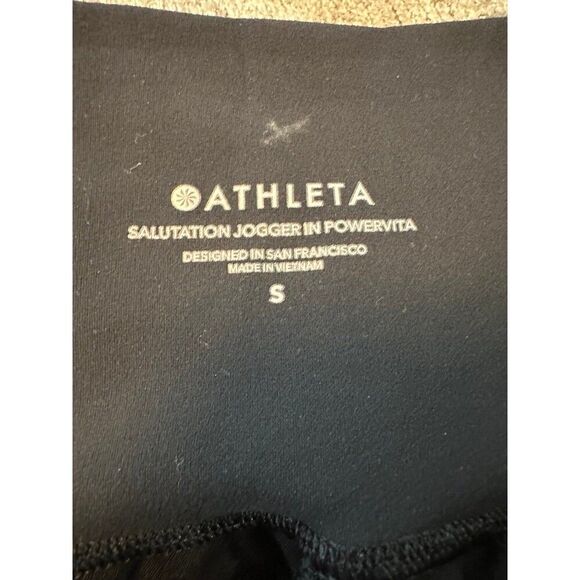 ATHLETA
SALUTATION JOGGER IN POWERVITA
DESIGNED IN SAN FRANCISCO
MADE IN VIETNAM
S